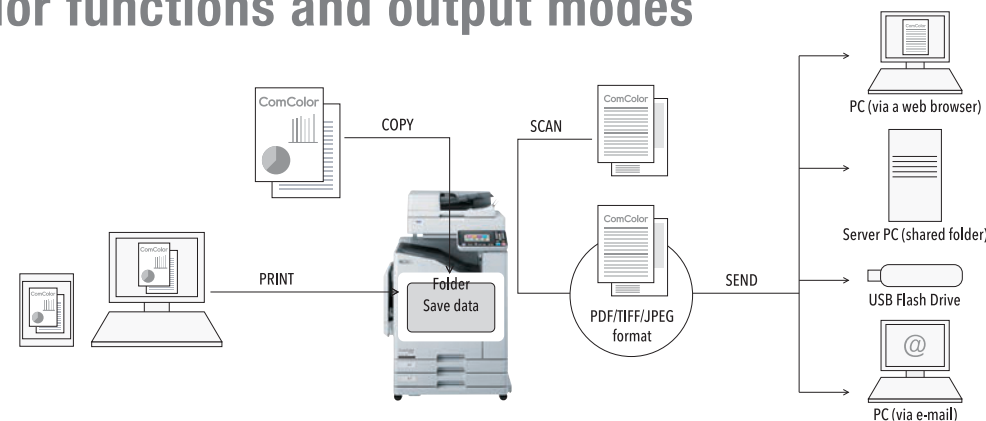 lor functions and output modes
ComColor
COPY
SCAN
ComColor
PC (via a web browser)
Server PC (shared folder)
ComColor
ComColor
PRINT
Folder
Save data
ComColor
PDF/TIFF/JPEG
format
SEND
USB Flash Drive
@
PC (via e-mail)